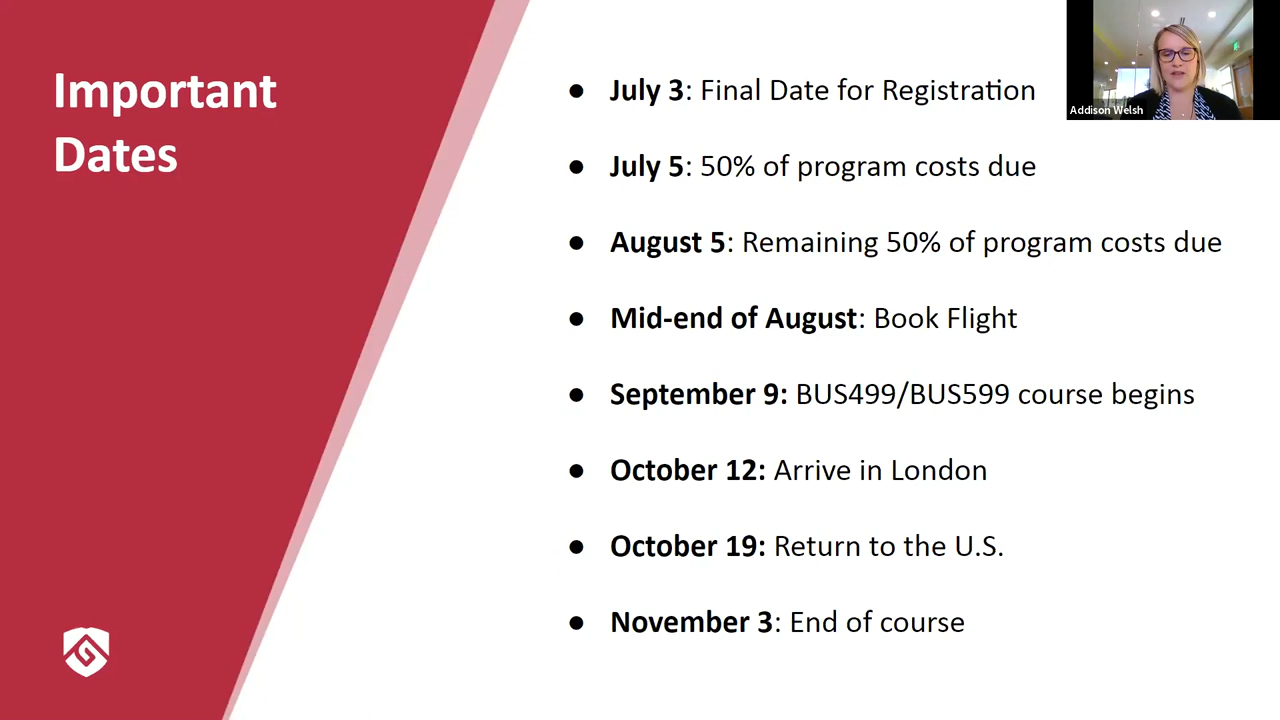 Important
Dates
● July 3: Final Date for Registration
● July 5: 50% of program costs due
● August 5: Remaining 50% of program costs due
● Mid-end of August: Book Flight
● September 9: BUS499/BUS599 course begins
● October 12: Arrive in London
● October 19: Return to the U.S.
● November 3: End of course
Addison Welsh